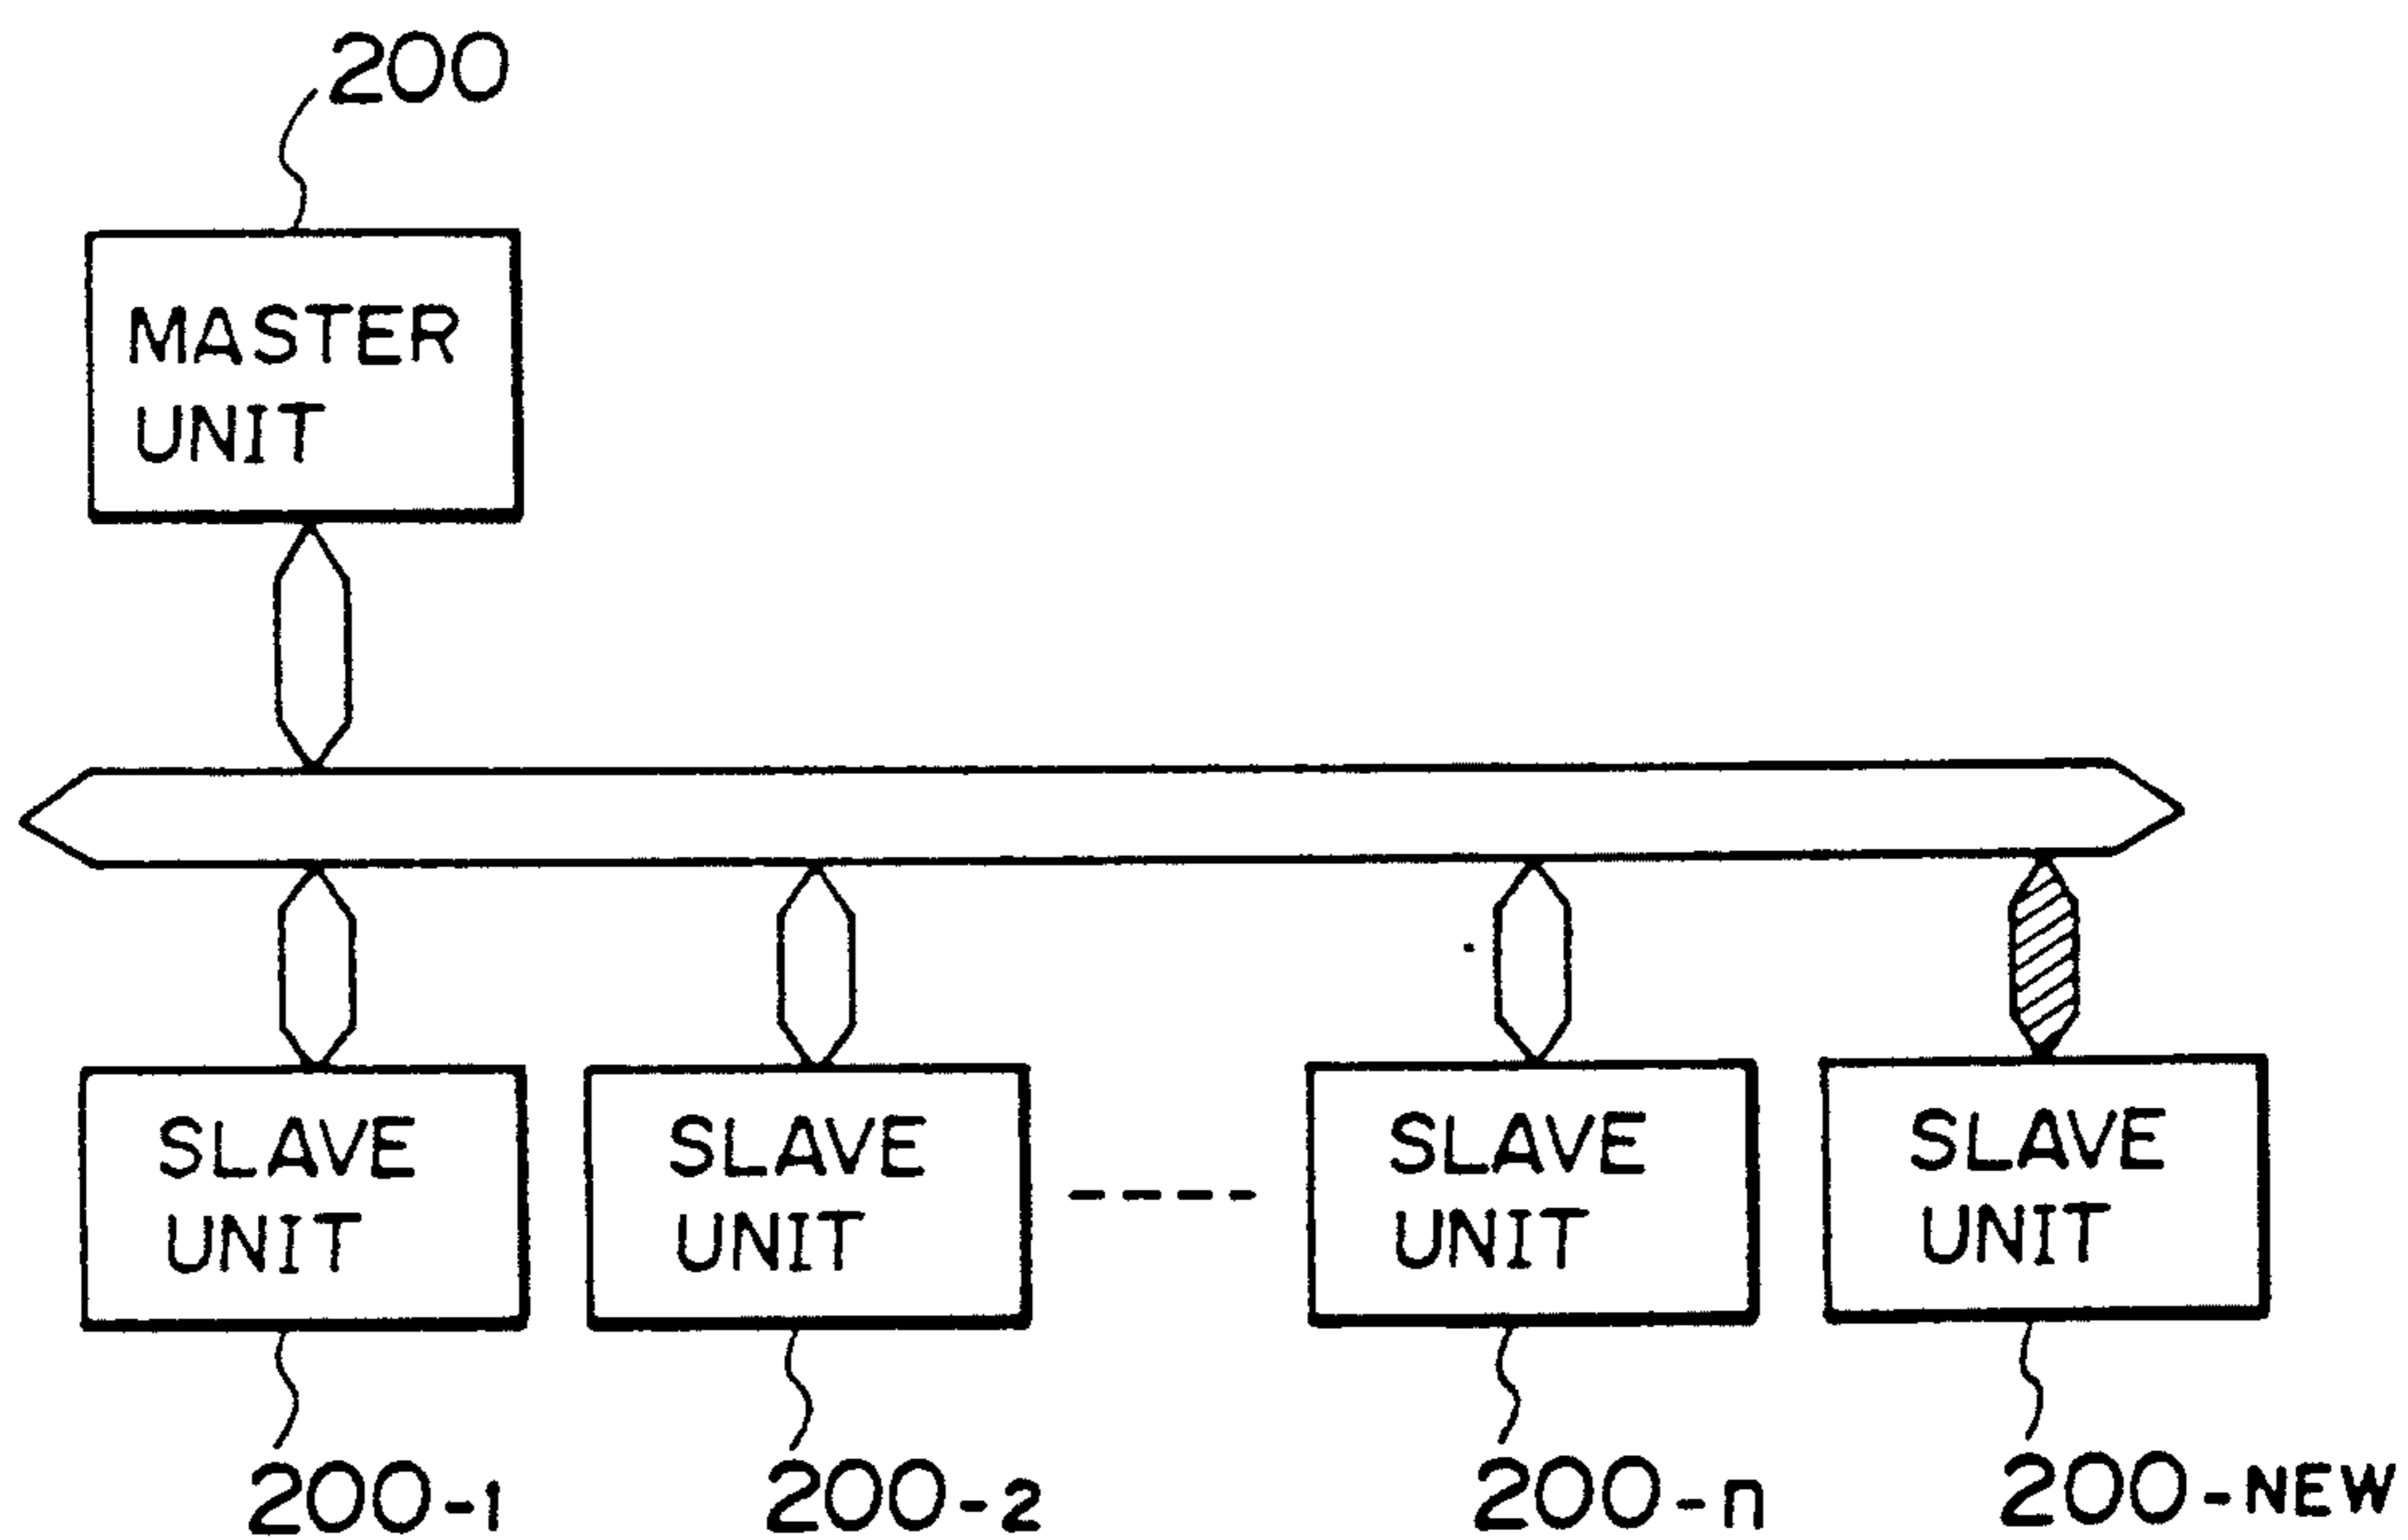 200
MASTER
UNIT
SLAVE
UNIT
SLAVE
UNIT
SLAVE
UNIT
SLAVE
UNIT
200-1
200-2
200-n
200-NEW